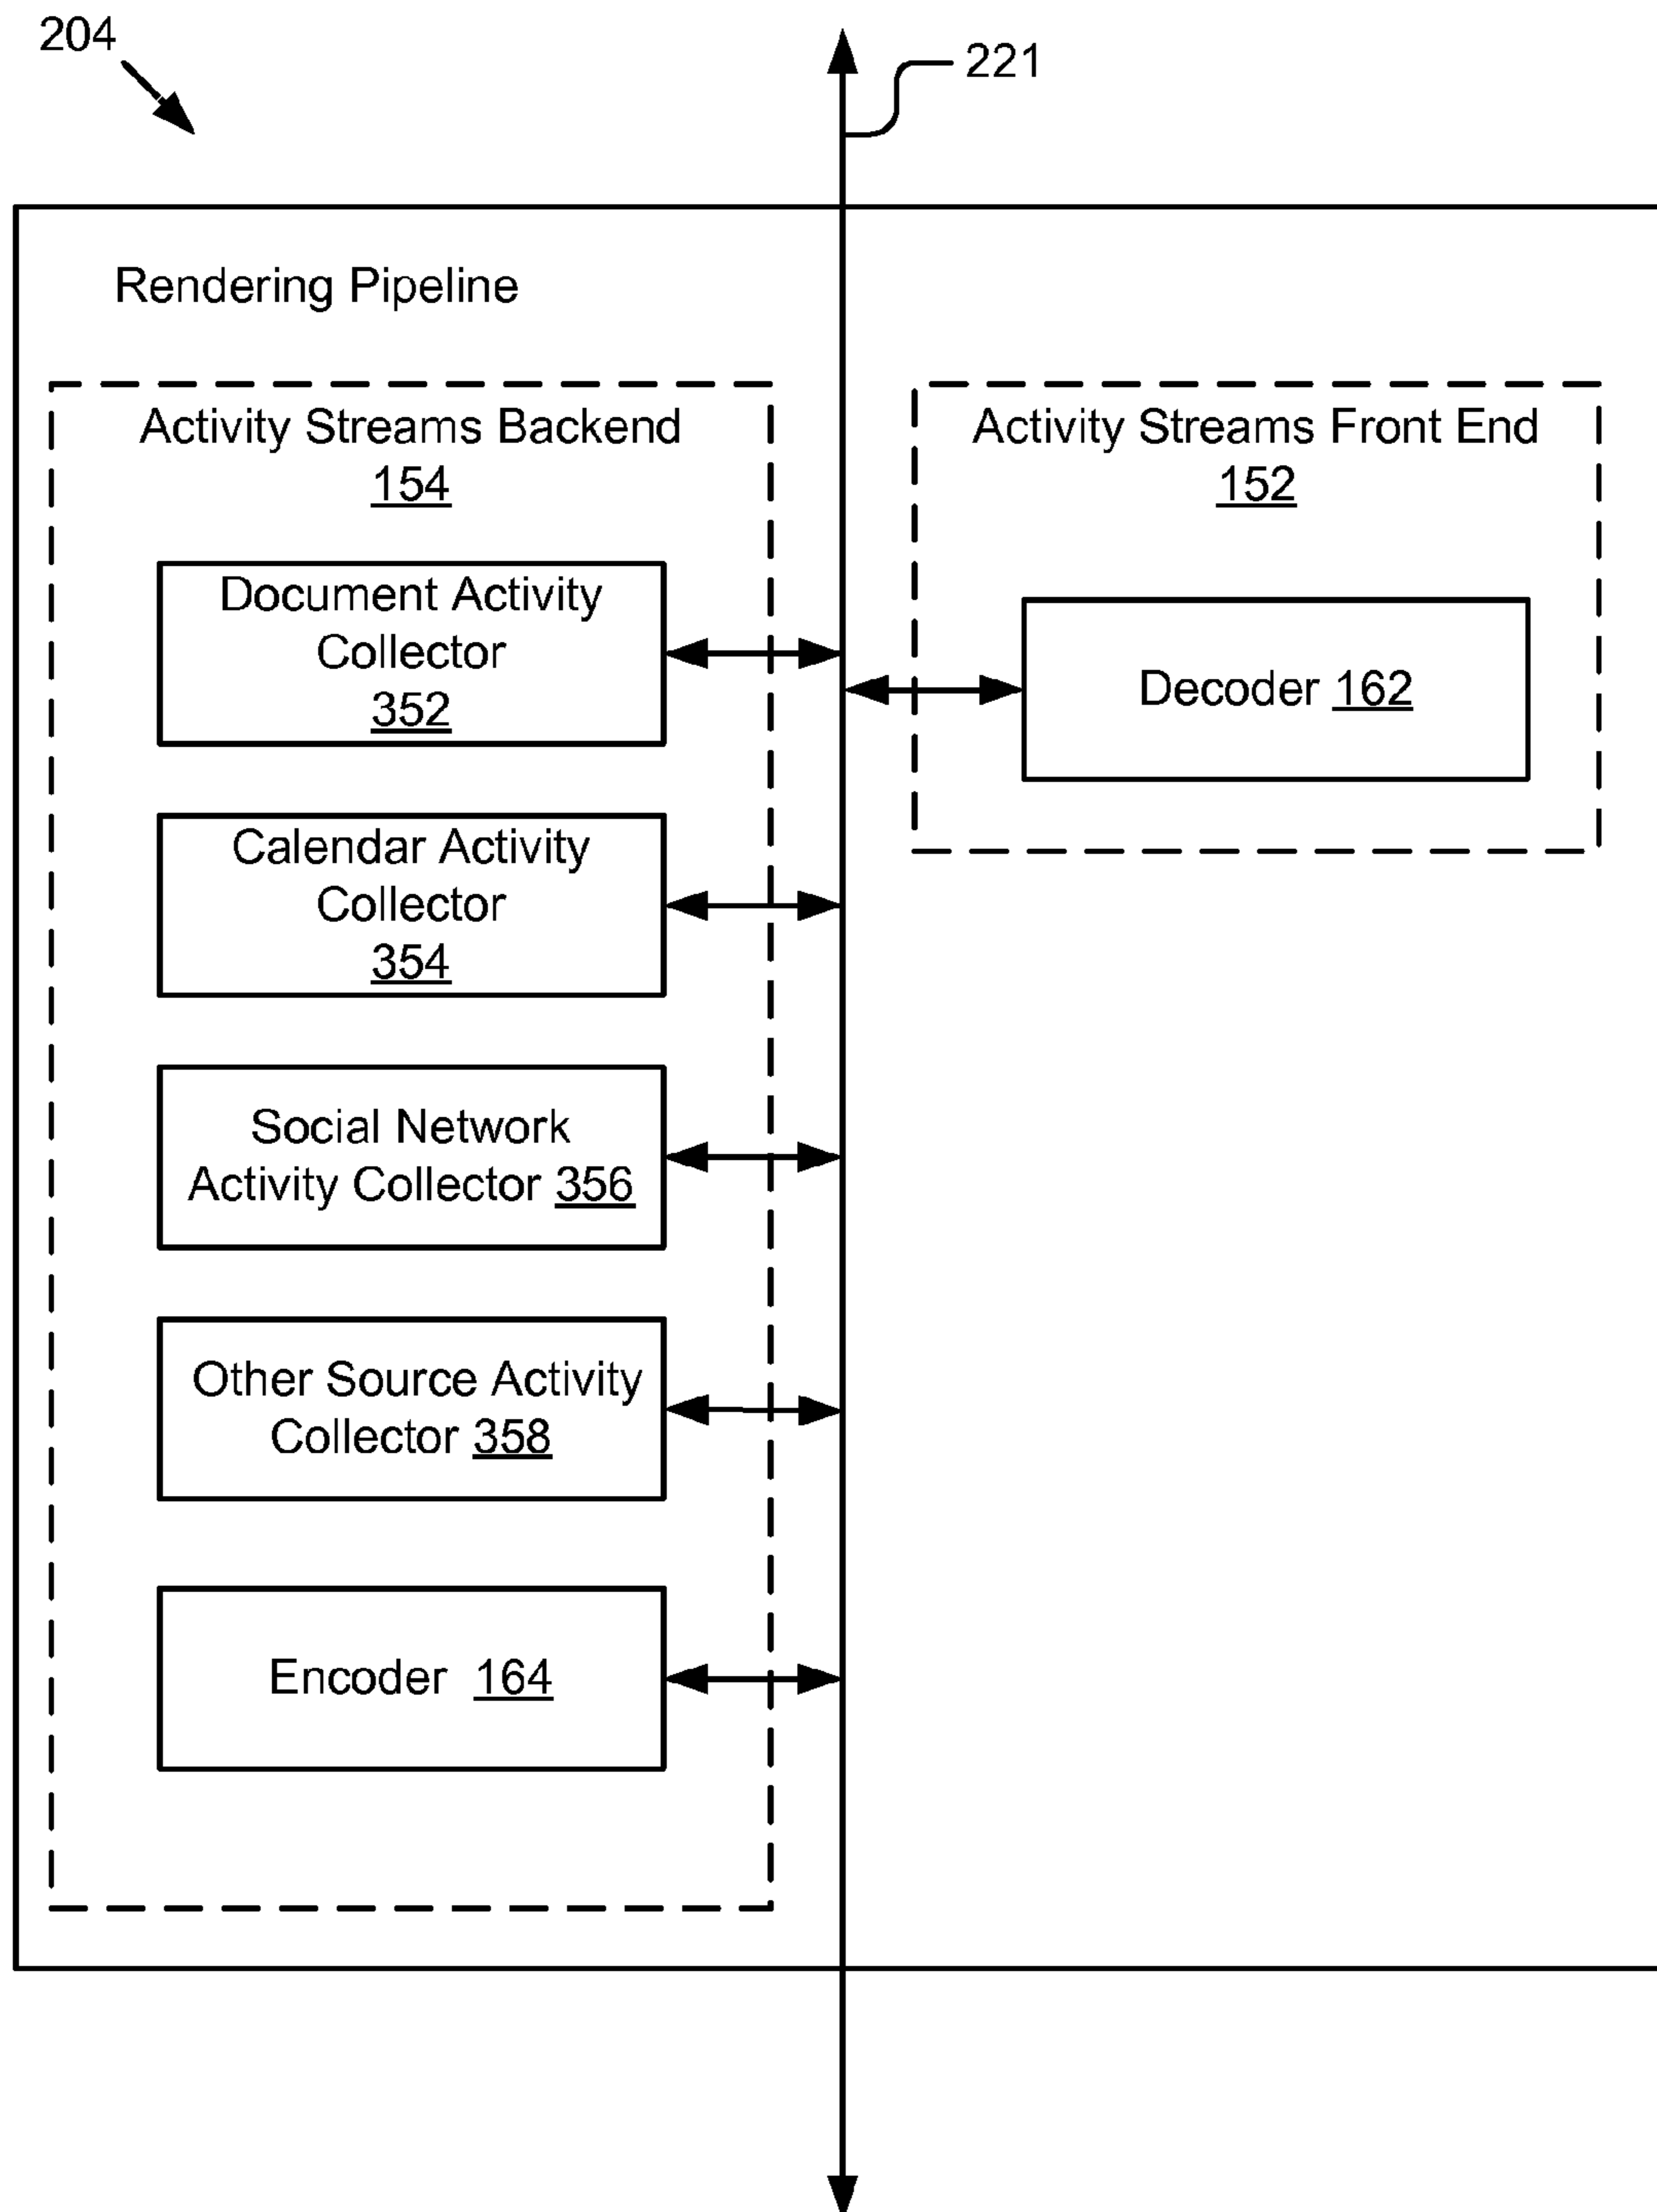 204
221
Rendering Pipeline
Activity Streams Backend
154
Document Activity
Collector
352
Calendar Activity
Collector
354
Social Network
Activity Collector 356
Other Source Activity
Collector 358
Encoder 164
Activity Streams Front End
152
Decoder 162